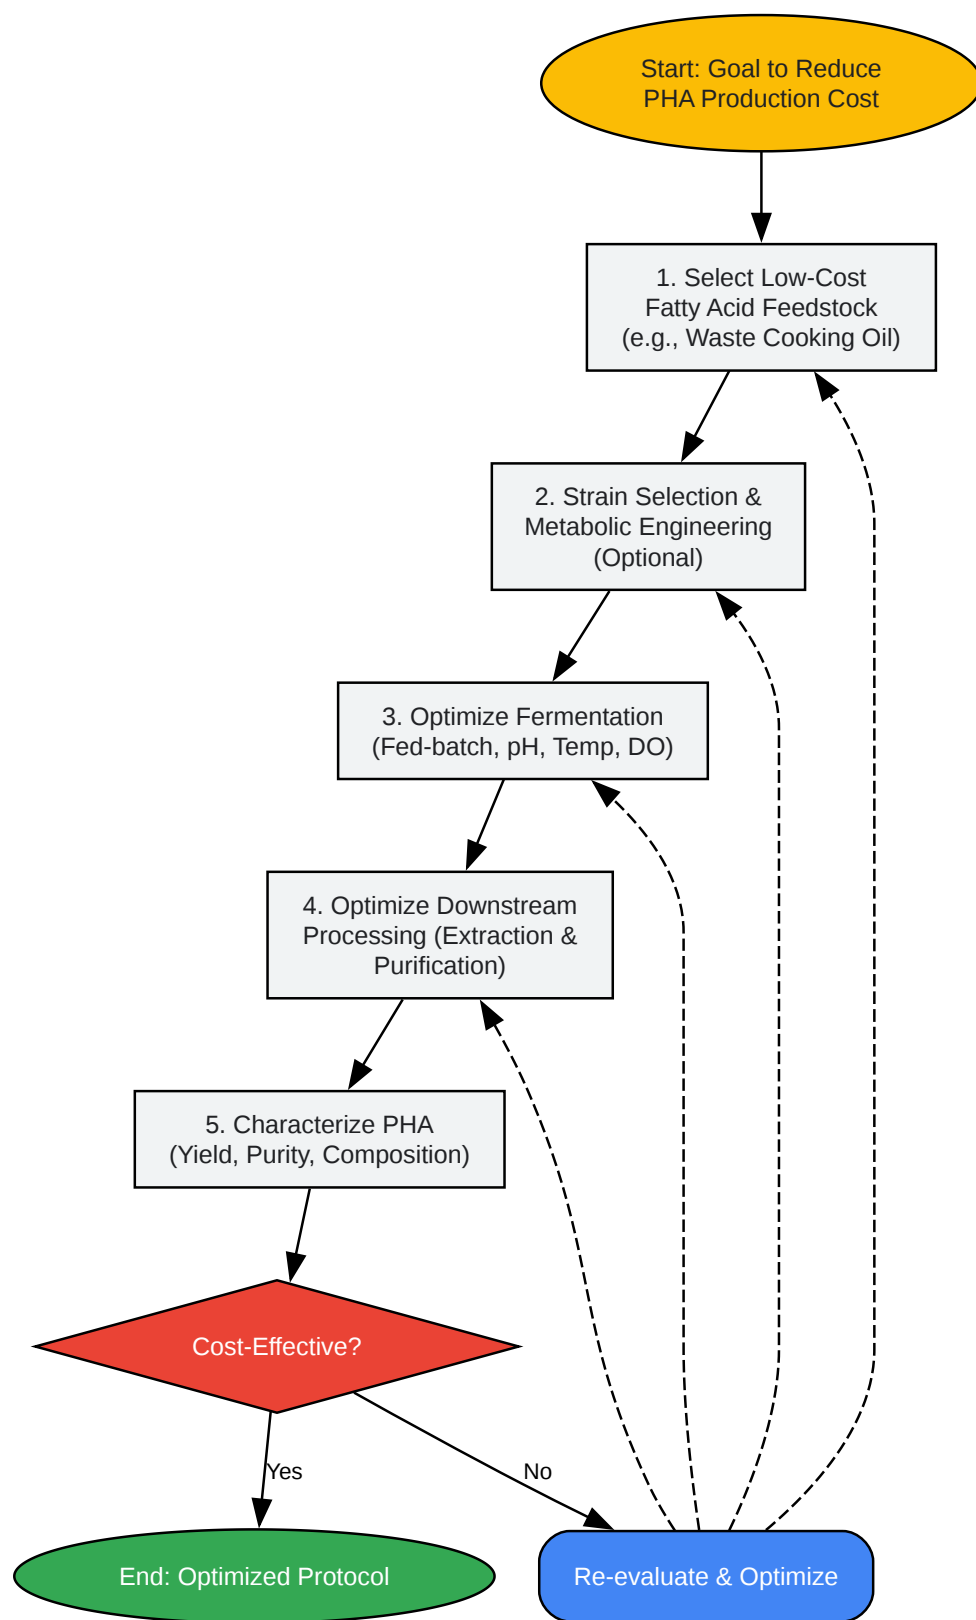 Start: Goal to Reduce
PHA Production Cost
1. Select Low-Cost
Fatty Acid Feedstock
(e.g., Waste Cooking Oil)
2. Strain Selection &
Metabolic Engineering
(Optional)
3. Optimize Fermentation
(Fed-batch, pH, Temp, DO)
4. Optimize Downstream
Processing (Extraction &
Purification)
5. Characterize PHA
(Yield, Purity, Composition)
Cost-Effective?
Yes
No
End: Optimized Protocol
Re-evaluate & Optimize